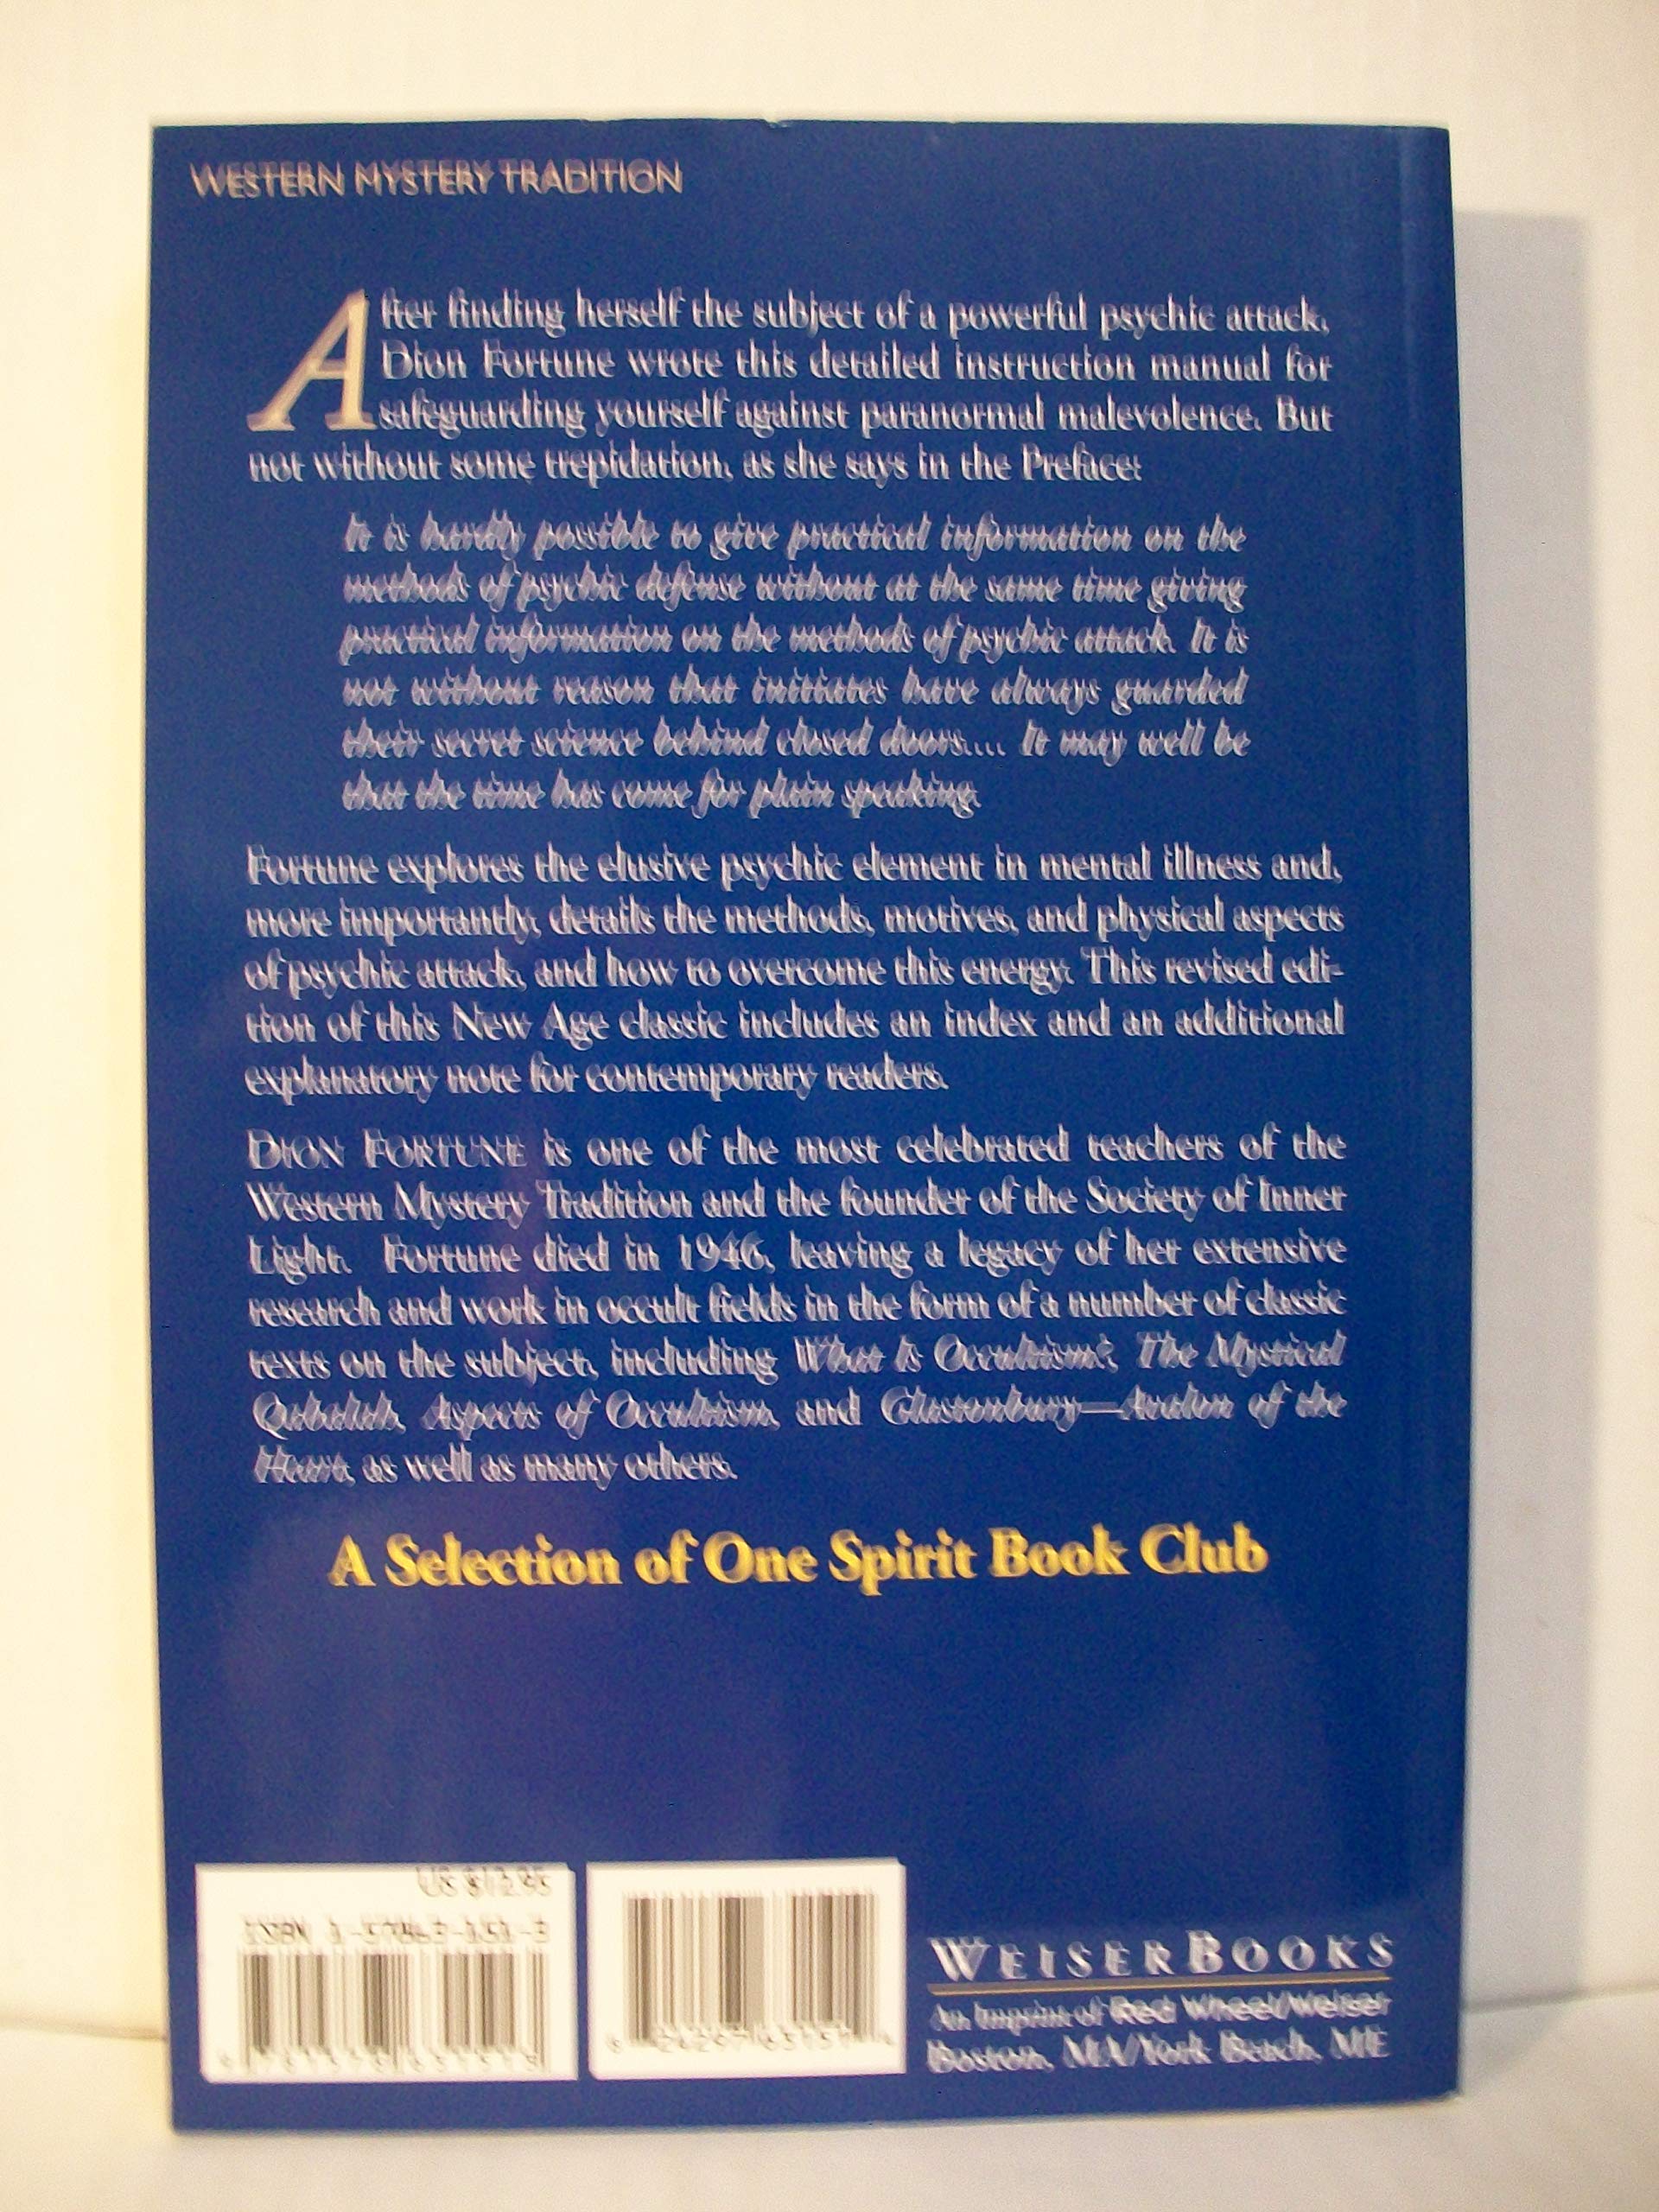 WESTERN MYSTERY TRADITION
After finding herself the subject of a powerful psychic attack,
Dion Fortune wrote this detailed instruction manual for
safeguarding yourself against paranormal malevolence. But
not without some trepidation, as she says in the Preface:
It is hardly possible to give practical information on the
methods of psychic defense without at the same time giving
practical information on the methods of psychic attack. It is
not without reason that initiates have always guarded
their secret science behind closed doors.... It may well be
that the time has come for plain speaking.
Fortune explores the elusive psychic element in mental illness and,
more importantly, details the methods, motives, and physical aspects
of psychic attack, and how to overcome this energy. This revised edi-
tion of this New Age classic includes an index and an additional
explanatory note for contemporary readers.
DION FORTUNE is one of the most celebrated teachers of the
Western Mystery Tradition and the founder of the Society of Inner
Light. Fortune died in 1946, leaving a legacy of her extensive
research and work in occult fields in the form of a number of classic
texts on the subject, including What Is Occultism?, The Mystical
Qabalah, Aspects of Occultism, and Glastonbury—Avalon of the
Heart, as well as many others.
A Selection of One Spirit Book Club
US $12.95
ISBN 1-57863-151-3
WEISERBOOKS
An Imprint of Red Wheel/Weiser
Boston, MA/York Beach, ME